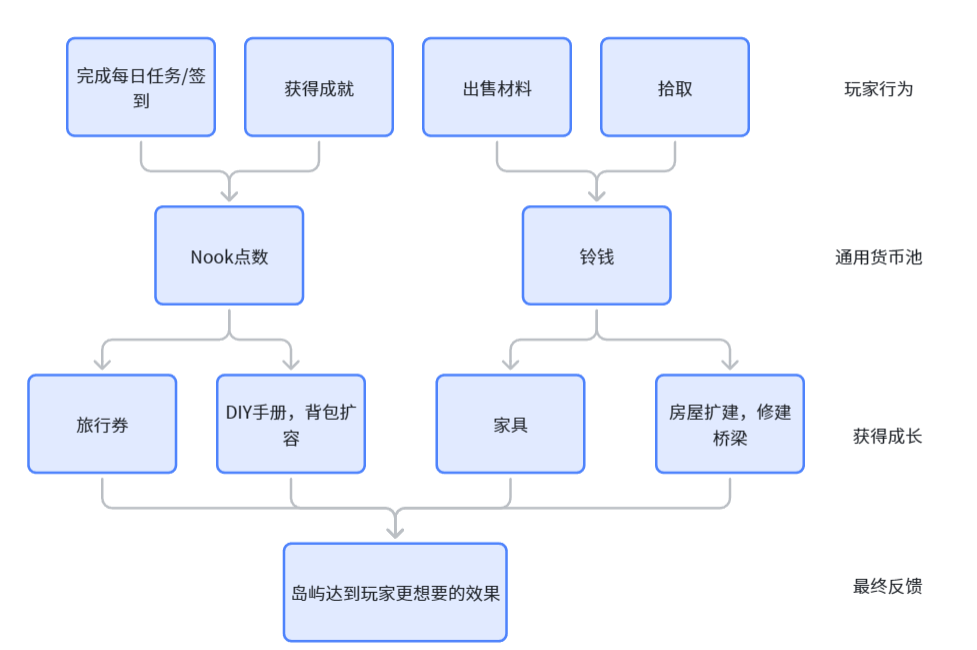 完成每日任务/签
到
获得成就
出售材料
拾取
玩家行为
Nook点数
铃钱
通用货币池
旅行券
DIY手册，背包扩
容
家具
房屋扩建，修建
桥梁
获得成长
岛屿达到玩家更想要的效果
最终反馈